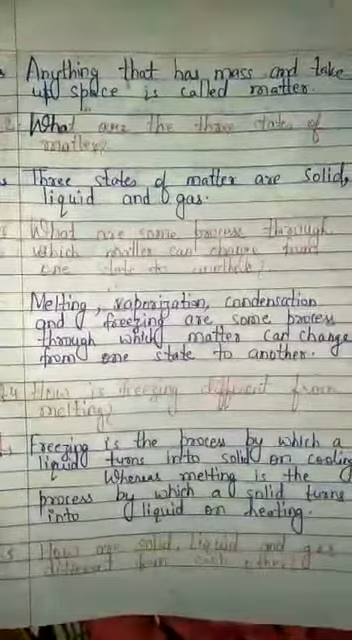 Anything that has mass and take
up space is called matter.
What are the three states of
matter?
Three states of matter are solid,
liquid and gas.
What are some process through
which matter can change from
one state to another?
Melting, vaporization, condensation
and freezing are some process
through which matter can change
from one state to another.
How is freezing different from
melting?
Freezing is the process by which a
liquid turns into solid on cooling
Whereas melting is the
process by which a solid turns
into liquid on heating.
How are solid, liquid and gas
different from each other?